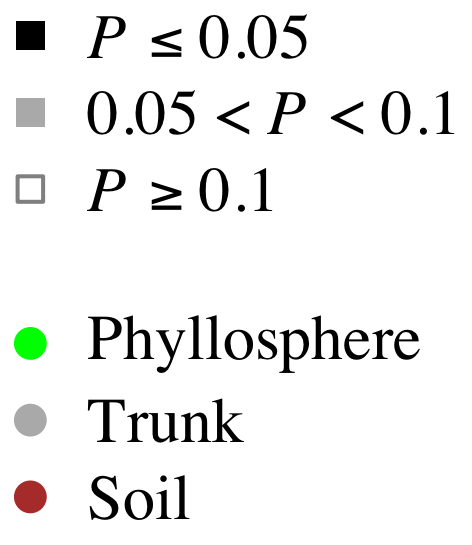 P ≤ 0.05
0.05 < P < 0.1
P ≥ 0.1
Phyllosphere
Trunk
Soil